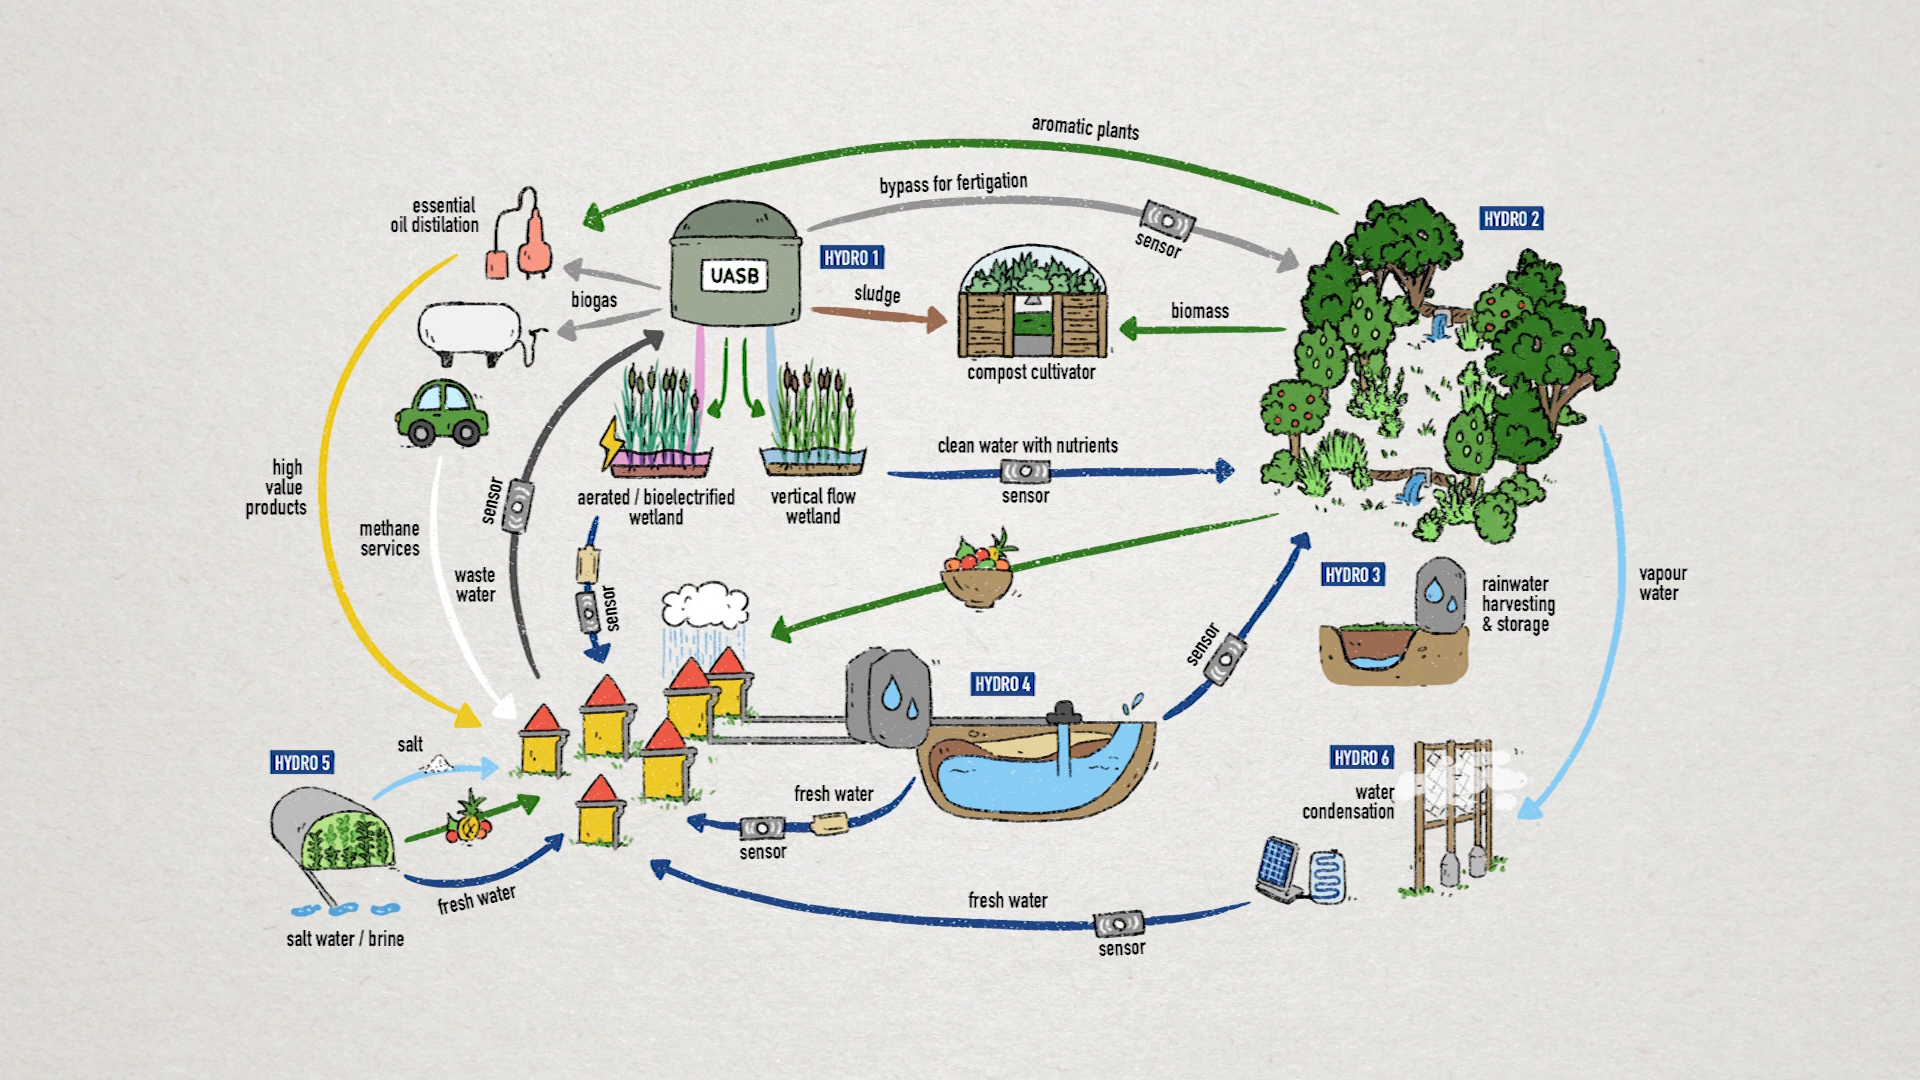 aromatic plants
bypass for fertigation
sensor
HYDRO 2
essential
oil distilation
UASB
HYDRO 1
biogas
sludge
biomass
compost cultivator
clean water with nutrients
sensor
aerated / bioelectrified
wetland
vertical flow
wetland
high
value
products
methane
services
sensor
waste
water
sensor
HYDRO 3
rainwater
harvesting
& storage
vapour
water
sensor
HYDRO 4
HYDRO 5
salt
fresh water
sensor
HYDRO 6
water
condensation
fresh water
salt water / brine
fresh water
sensor